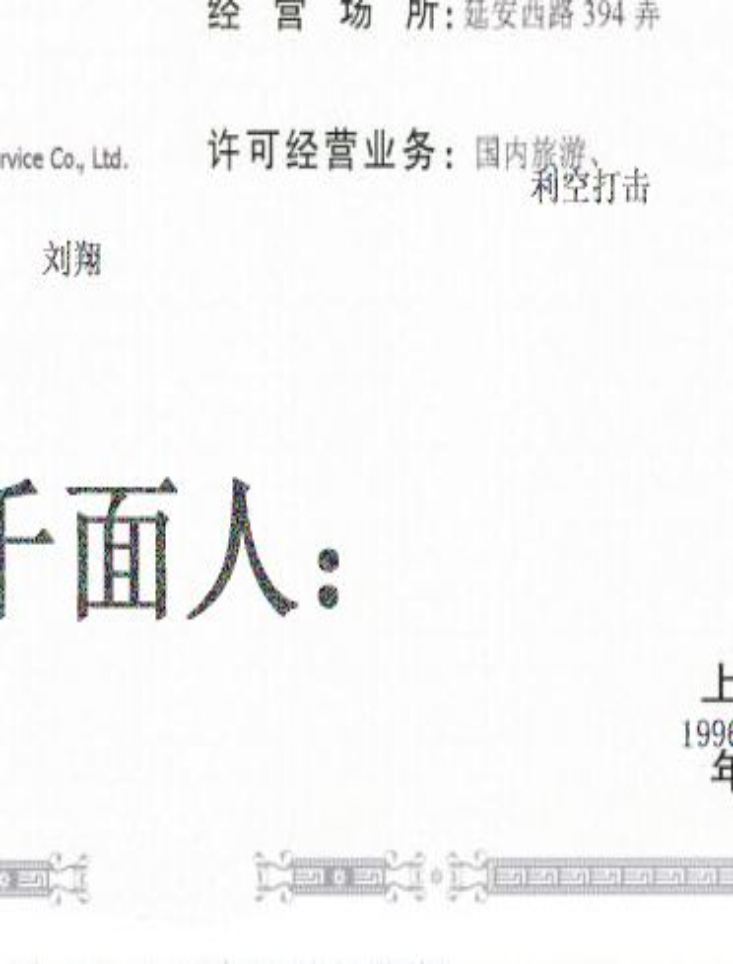 经营场所：延安西路 394 弄
rvice Co., Ltd.
许可经营业务：国内旅游、
利空打击
刘翔
千面人：
上
1996
年